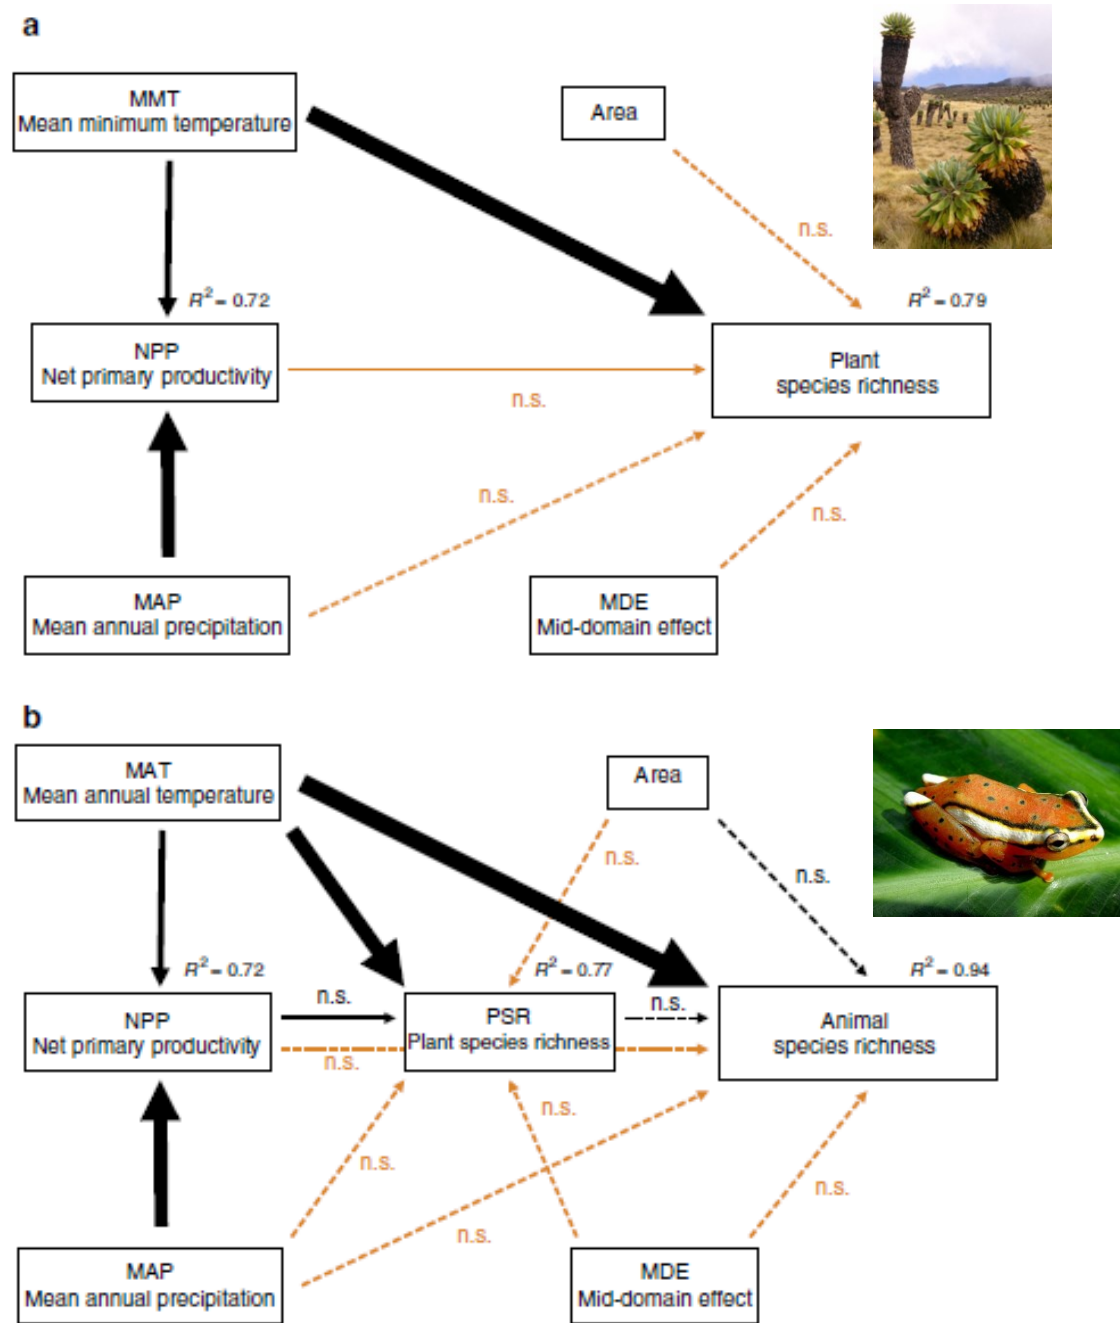 a
MMT
Mean minimum temperature
Area
n.s.
R² = 0.72
R² = 0.79
NPP
Net primary productivity
Plant
species richness
n.s.
n.s.
n.s.
MAP
Mean annual precipitation
MDE
Mid-domain effect
b
MAT
Mean annual temperature
Area
n.s.
n.s.
R² = 0.72
R² = 0.77
R² = 0.94
n.s.
n.s.
NPP
Net primary productivity
PSR
Plant species richness
Animal
species richness
n.s.
n.s.
n.s.
n.s.
n.s.
MAP
Mean annual precipitation
MDE
Mid-domain effect